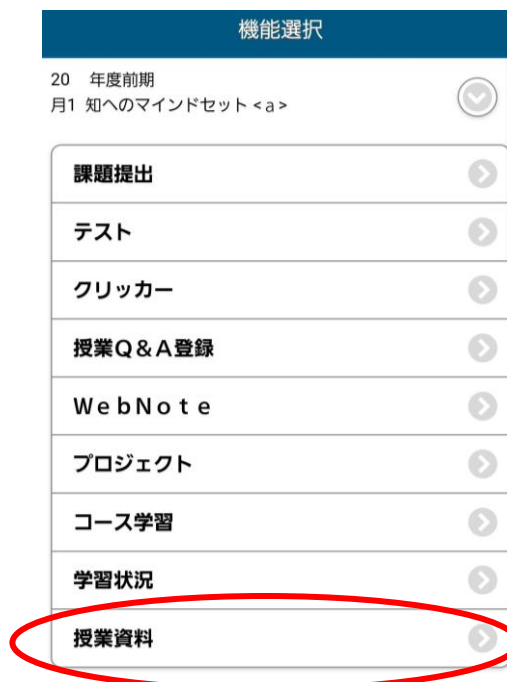 機能選択
20 年度前期
月1 知へのマインドセット <a>
課題提出
テスト
クリッカー
授業Q&A登録
WebNote
プロジェクト
コース学習
学習状況
授業資料